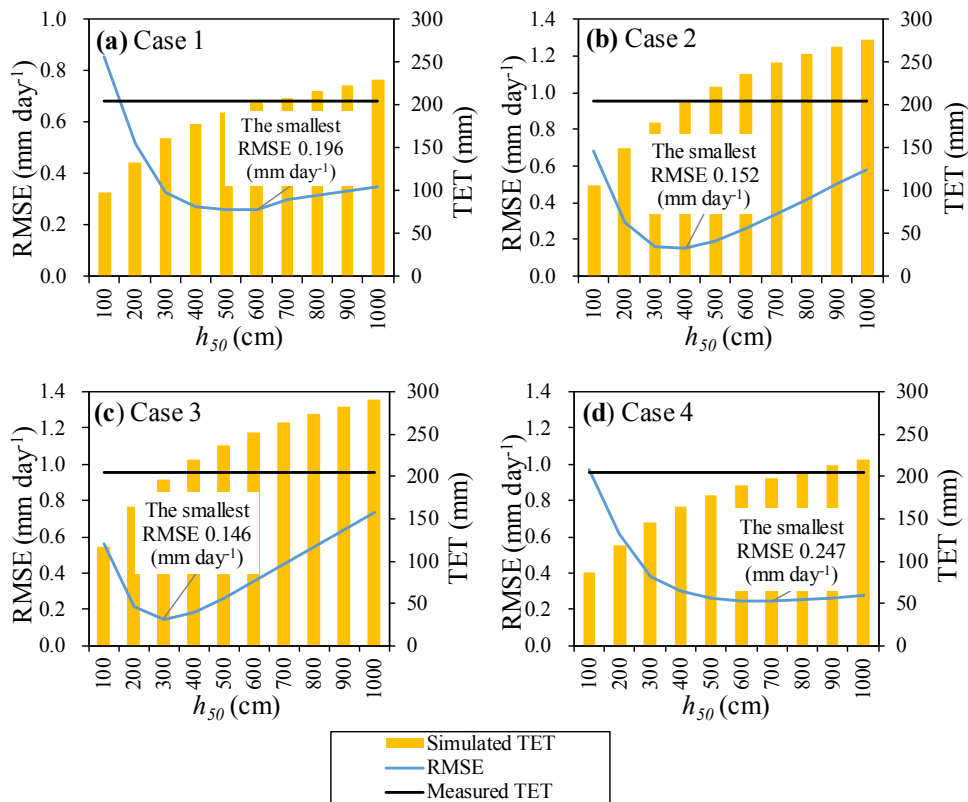 (a) Case 1
RMSE (mm day-1)
1.0
0.8
0.6
0.4
0.2
0.0
300
250
200
150
100
50
0
TET (mm)
The smallest
RMSE 0.196
(mm day-1)
100 200 300 400 500 600 700 800 900 1000
h50 (cm)
(b) Case 2
RMSE (mm day-1)
1.4
1.2
1.0
0.8
0.6
0.4
0.2
0.0
300
250
200
150
100
50
0
TET (mm)
The smallest
RMSE 0.152
(mm day-1)
100 200 300 400 500 600 700 800 900 1000
h50 (cm)
(c) Case 3
RMSE (mm day-1)
1.4
1.2
1.0
0.8
0.6
0.4
0.2
0.0
300
250
200
150
100
50
0
TET (mm)
The smallest
RMSE 0.146
(mm day-1)
100 200 300 400 500 600 700 800 900 1000
h50 (cm)
(d) Case 4
RMSE (mm day-1)
1.4
1.2
1.0
0.8
0.6
0.4
0.2
0.0
300
250
200
150
100
50
0
TET (mm)
The smallest
RMSE 0.247
(mm day-1)
100 200 300 400 500 600 700 800 900 1000
h50 (cm)
Simulated TET
RMSE
Measured TET